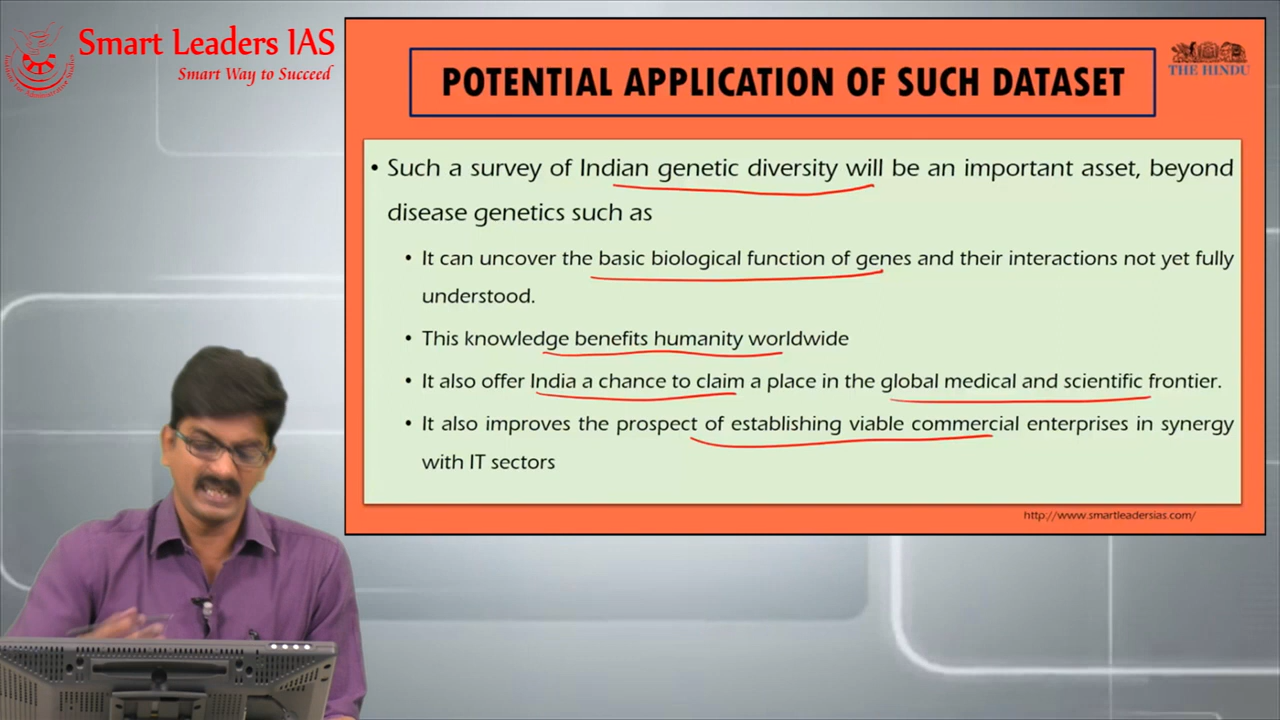 Smart Leaders IAS
Smart Way to Succeed
POTENTIAL APPLICATION OF SUCH DATASET
THE HINDU
• Such a survey of Indian genetic diversity will be an important asset, beyond
disease genetics such as
• It can uncover the basic biological function of genes and their interactions not yet fully
understood.
• This knowledge benefits humanity worldwide
• It also offer India a chance to claim a place in the global medical and scientific frontier.
• It also improves the prospect of establishing viable commercial enterprises in synergy
with IT sectors
http://www.smartleadersias.com/